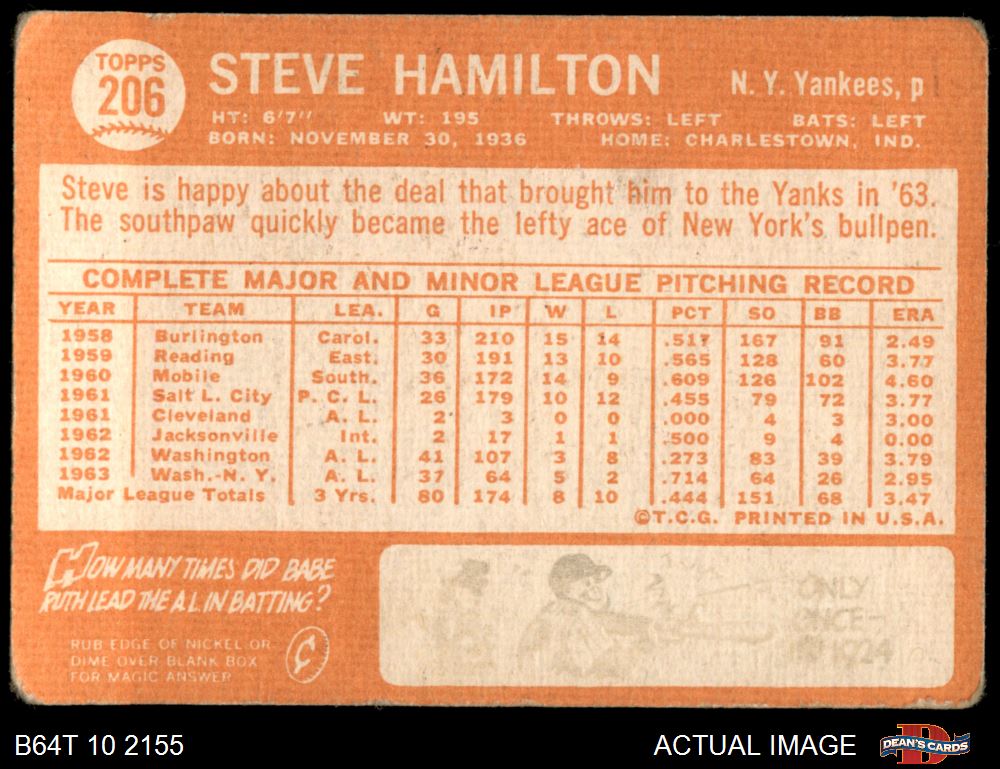 TOPPS
206
STEVE HAMILTON N. Y. Yankees, p
HT: 6'7" WT: 195 THROWS: LEFT BATS: LEFT
BORN: NOVEMBER 30, 1936 HOME: CHARLESTOWN, IND.
Steve is happy about the deal that brought him to the Yanks in '63.
The southpaw quickly became the lefty ace of New York's bullpen.
COMPLETE MAJOR AND MINOR LEAGUE PITCHING RECORD
YEAR TEAM LEA. G IP W L PCT SO BB ERA
1958 Burlington Carol. 33 210 15 14 .517 167 91 2.49
1959 Reading East. 30 191 13 10 .565 128 60 3.77
1960 Mobile South. 36 172 14 9 .609 126 102 4.60
1961 Salt L. City P. C. L. 26 179 10 12 .455 79 72 3.77
1961 Cleveland A. L. 2 3 0 0 .000 4 3 3.00
1962 Jacksonville Int. 2 17 1 1 .500 9 4 0.00
1962 Washington A. L. 41 107 3 8 .273 83 39 3.79
1963 Wash.-N. Y. A. L. 37 64 5 2 .714 64 26 2.95
Major League Totals 3 Yrs. 80 174 8 10 .444 151 68 3.47
©T.C.G. PRINTED IN U.S.A.
HOW MANY TIMES DID BABE
RUTH LEAD THE A.L. IN BATTING?
RUB EDGE OF NICKEL OR
DIME OVER BLANK BOX
FOR MAGIC ANSWER
ONLY
ONCE-
IN 1924
B64T 10 2155 ACTUAL IMAGE DEAN'S CARDS